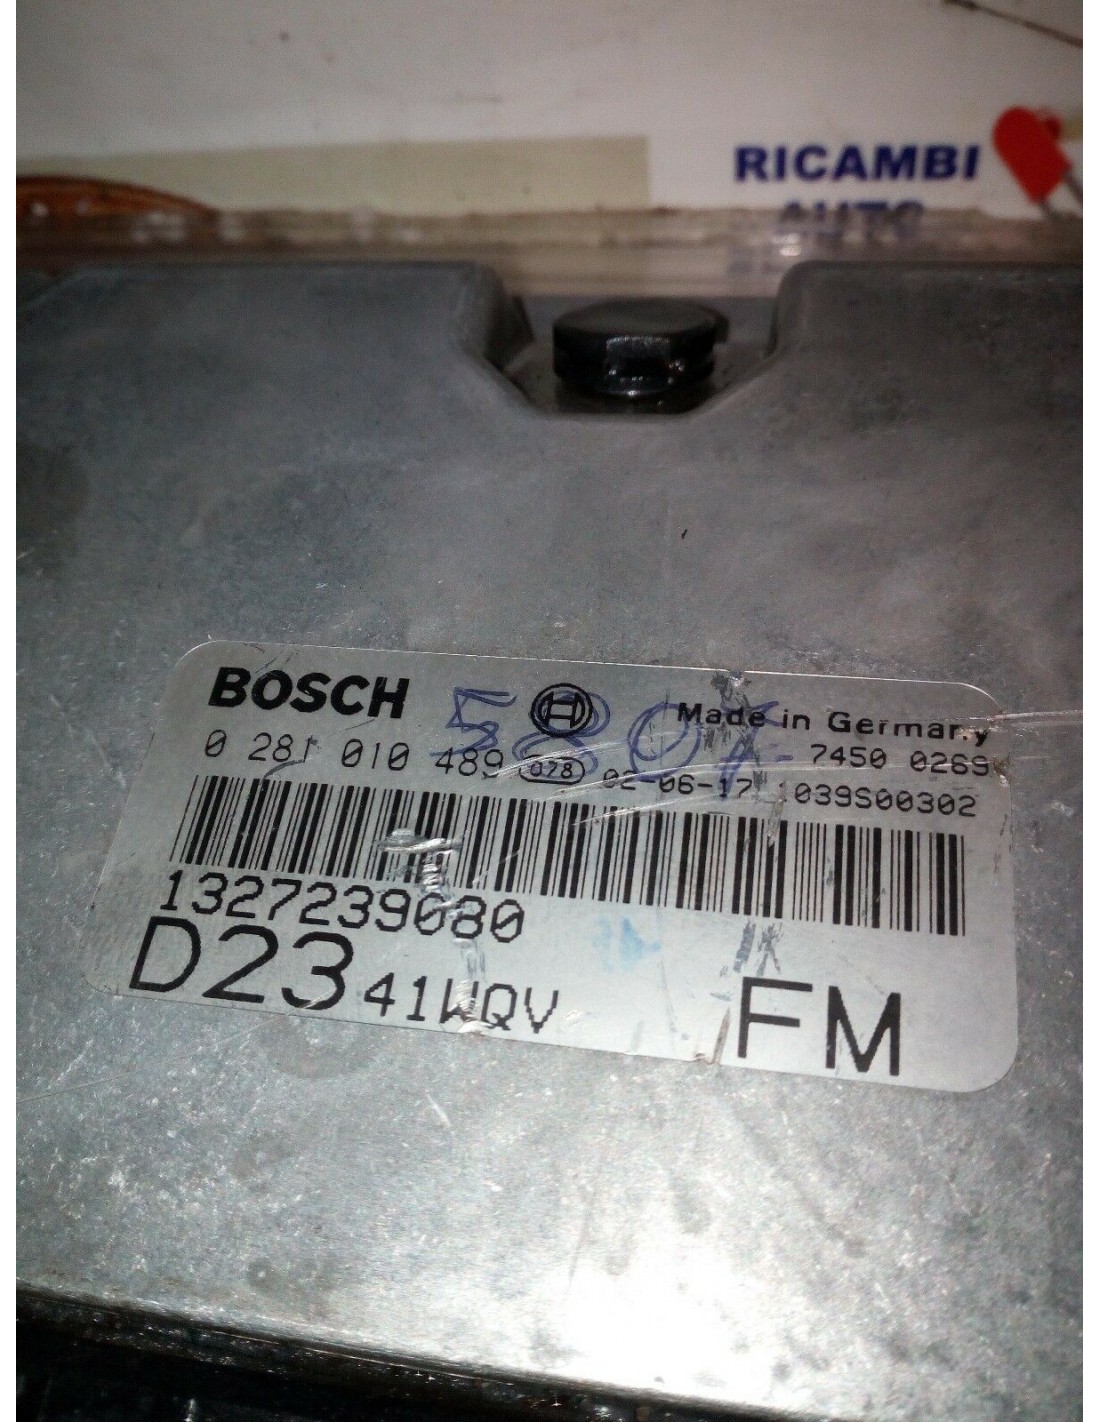 RICAMBI
AUTO
BOSCH
Made in Germany
0 281 010 489
078
7450 0269
02-06-17 1039S00302
1327239080
D23 41WQV
FM